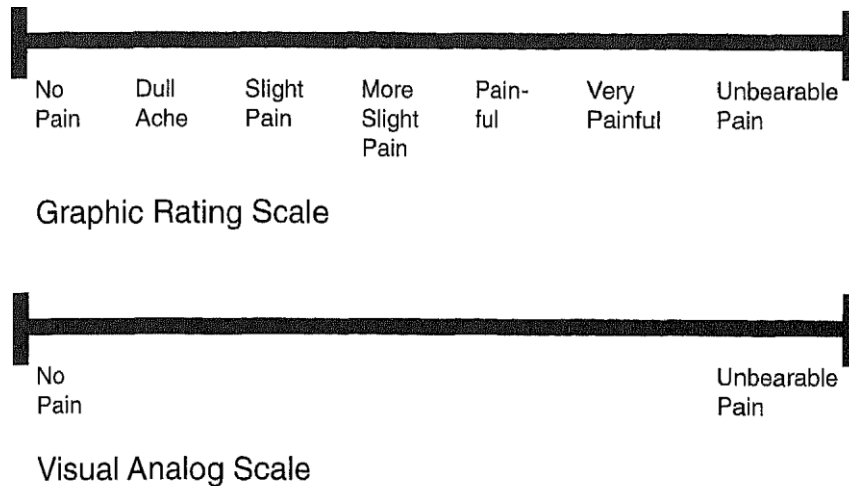 No Dull Slight More Pain- Very Unbearable
Pain Ache Pain Slight ful Painful Pain
Pain
Graphic Rating Scale
No Unbearable
Pain Pain
Visual Analog Scale